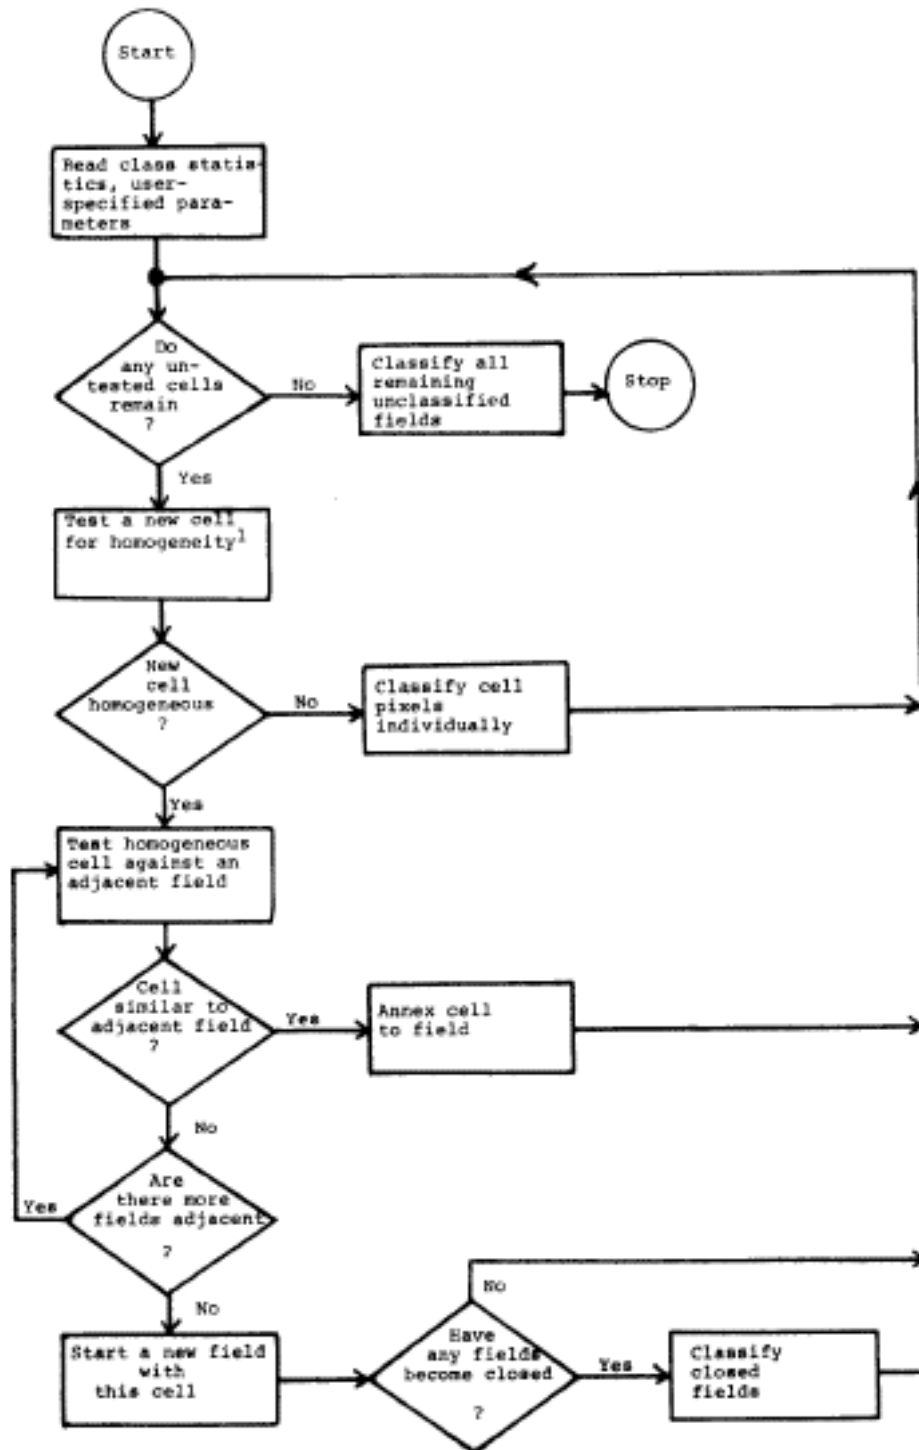 Start
Read class statis-
tics, user-
specified para-
meters
Do
any un-
tested cells
remain
?
No
Classify all
remaining
unclassified
fields
Stop
Yes
Test a new cell
for homogeneity1
New
cell
homogeneous
?
No
Classify cell
pixels
individually
Yes
Test homogeneous
cell against an
adjacent field
Cell
similar to
adjacent field
?
Yes
Annex cell
to field
No
Are
there more
fields adjacent
?
Yes
No
Start a new field
with
this cell
Have
any fields
become closed
?
No
Yes
Classify
closed
fields